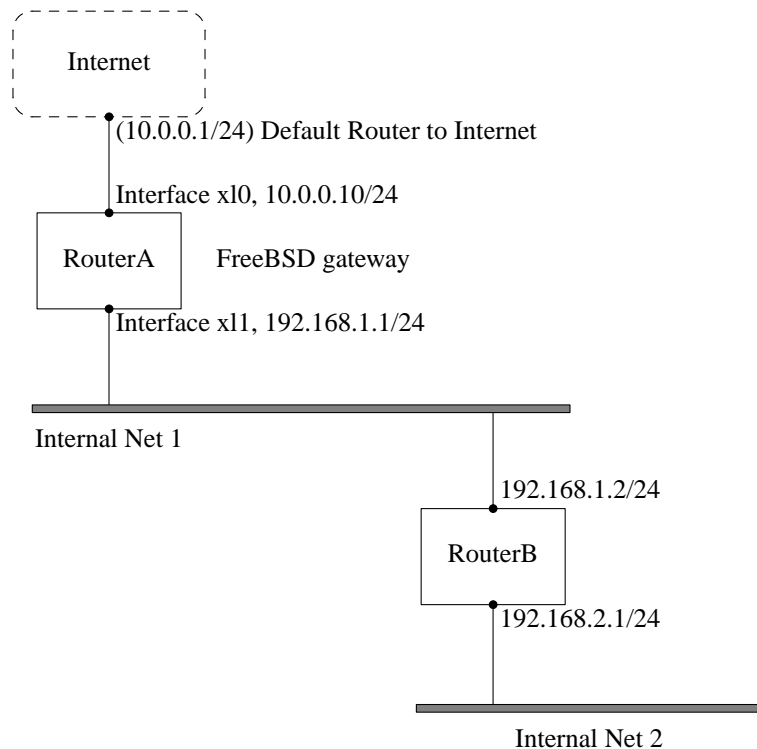 Internet
(10.0.0.1/24) Default Router to Internet
Interface xl0, 10.0.0.10/24
RouterA
FreeBSD gateway
Interface xl1, 192.168.1.1/24
Internal Net 1
192.168.1.2/24
RouterB
192.168.2.1/24
Internal Net 2